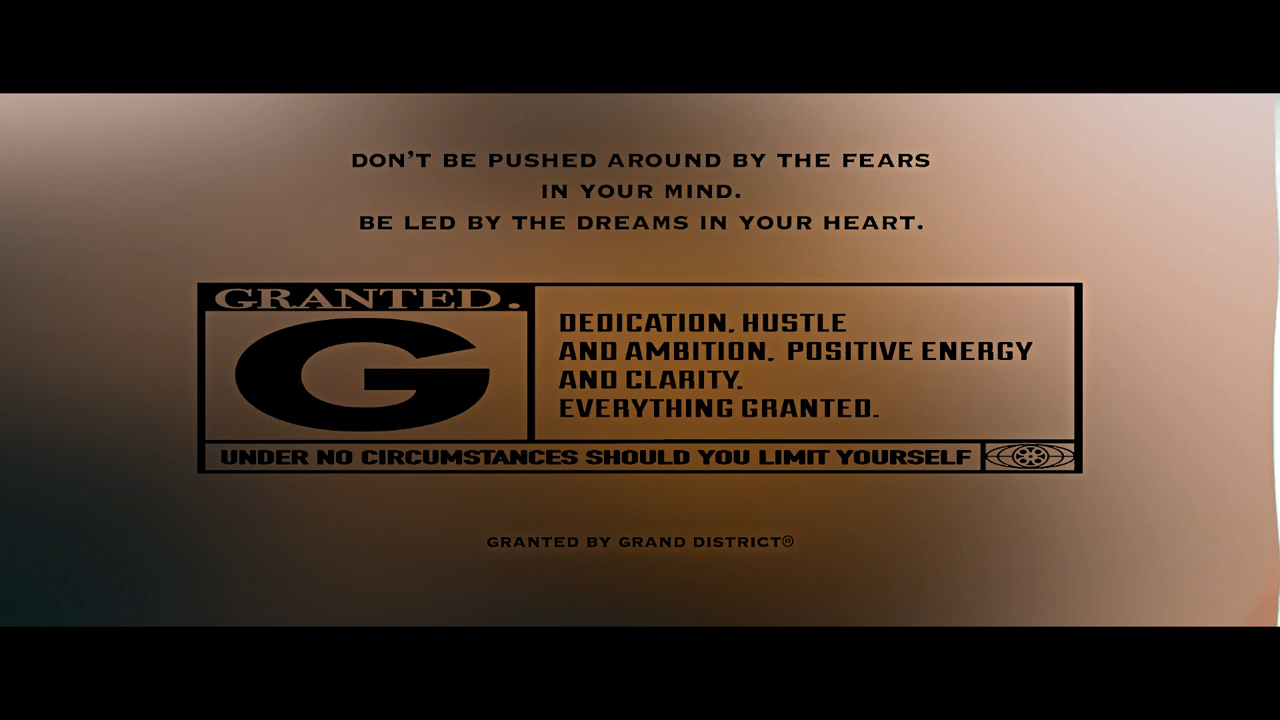 DON'T BE PUSHED AROUND BY THE FEARS
IN YOUR MIND.
BE LED BY THE DREAMS IN YOUR HEART.
GRANTED.
G
DEDICATION, HUSTLE
AND AMBITION, POSITIVE ENERGY
AND CLARITY,
EVERYTHING GRANTED.
UNDER NO CIRCUMSTANCES SHOULD YOU LIMIT YOURSELF
GRANTED BY GRAND DISTRICT®